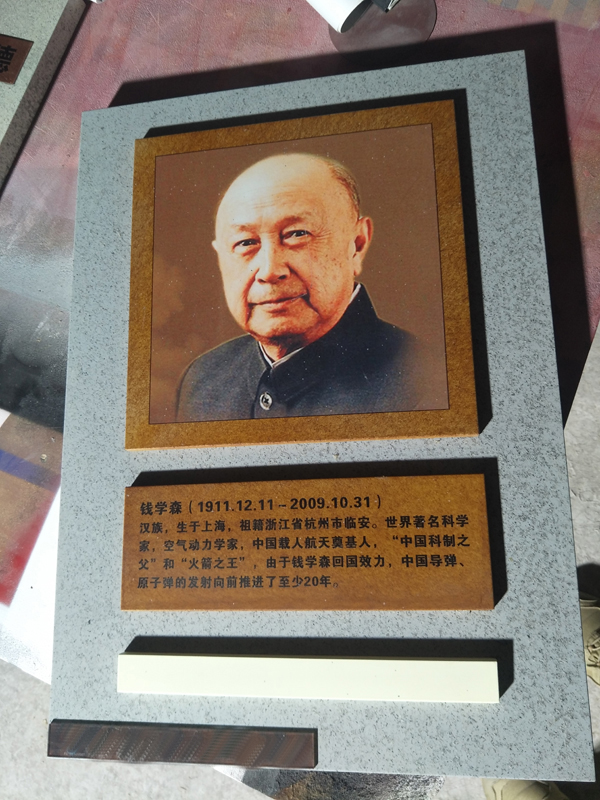 德
钱学森（1911.12.11－2009.10.31）
汉族，生于上海，祖籍浙江省杭州市临安。世界著名科学
家，空气动力学家，中国载人航天奠基人，“中国科制之
父”和“火箭之王”，由于钱学森回国效力，中国导弹、
原子弹的发射向前推进了至少20年。